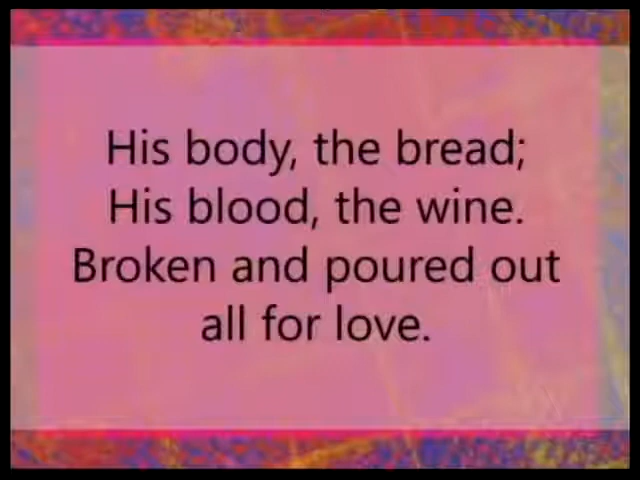 His body, the bread;
His blood, the wine.
Broken and poured out
all for love.